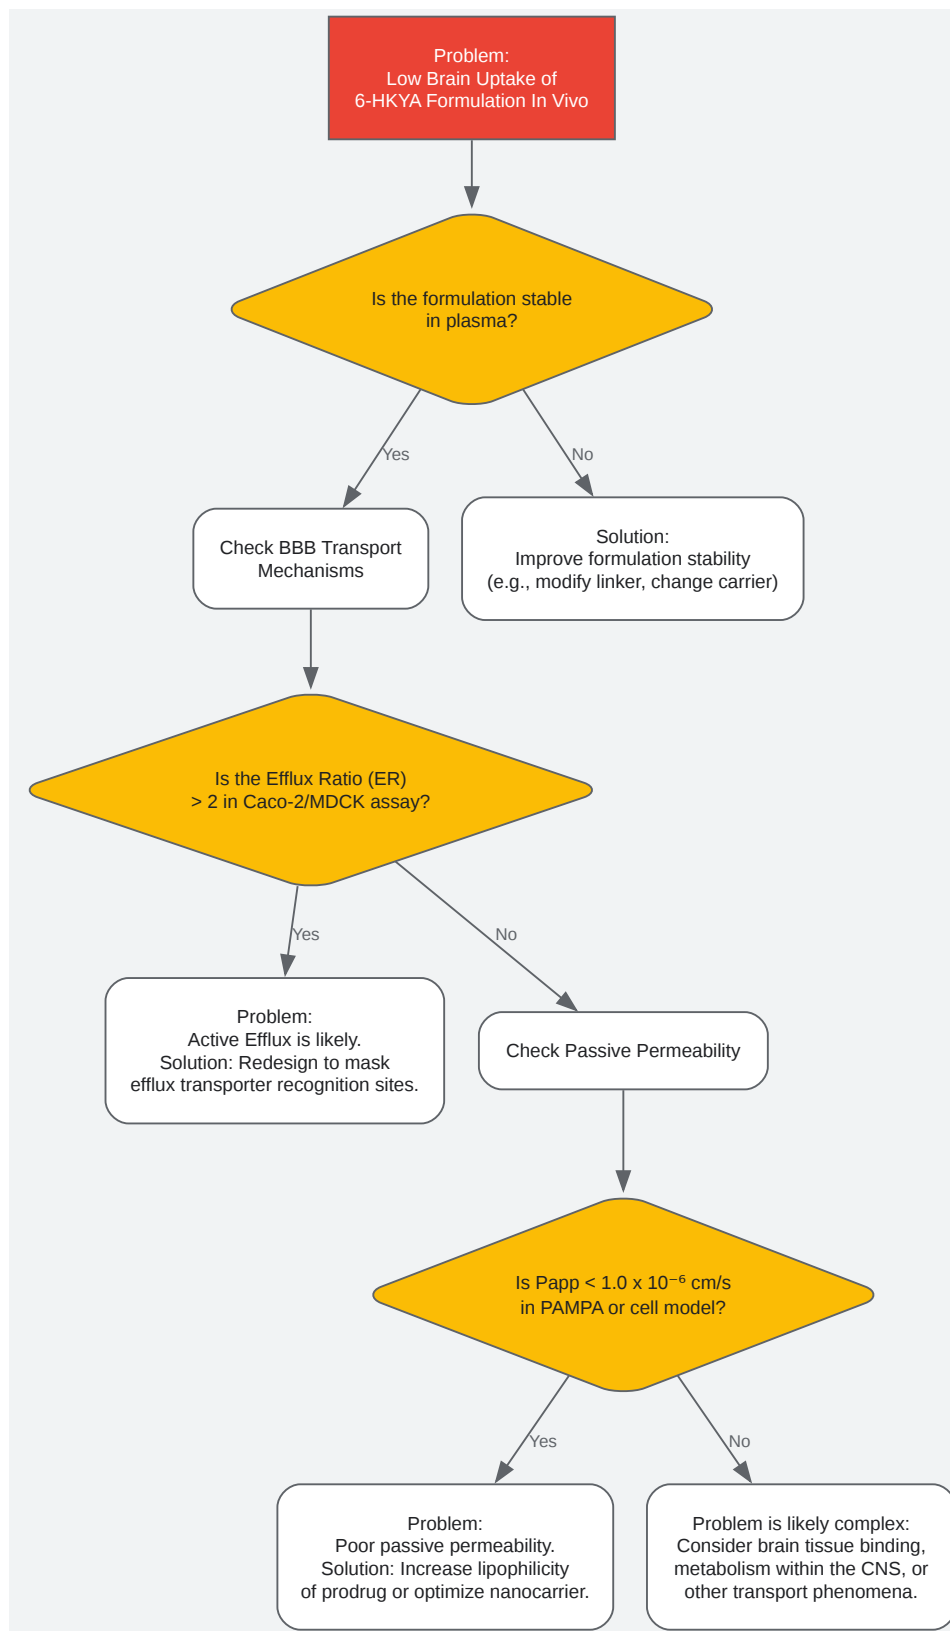 Problem:
Low Brain Uptake of
6-HKYA Formulation In Vivo
Is the formulation stable
in plasma?
Yes
No
Check BBB Transport
Mechanisms
Solution:
Improve formulation stability
(e.g., modify linker, change carrier)
Is the Efflux Ratio (ER)
> 2 in Caco-2/MDCK assay?
Yes
No
Problem:
Active Efflux is likely.
Solution: Redesign to mask
efflux transporter recognition sites.
Check Passive Permeability
Is Papp < 1.0 x 10⁻⁶ cm/s
in PAMPA or cell model?
Yes
No
Problem:
Poor passive permeability.
Solution: Increase lipophilicity
of prodrug or optimize nanocarrier.
Problem is likely complex:
Consider brain tissue binding,
metabolism within the CNS, or
other transport phenomena.